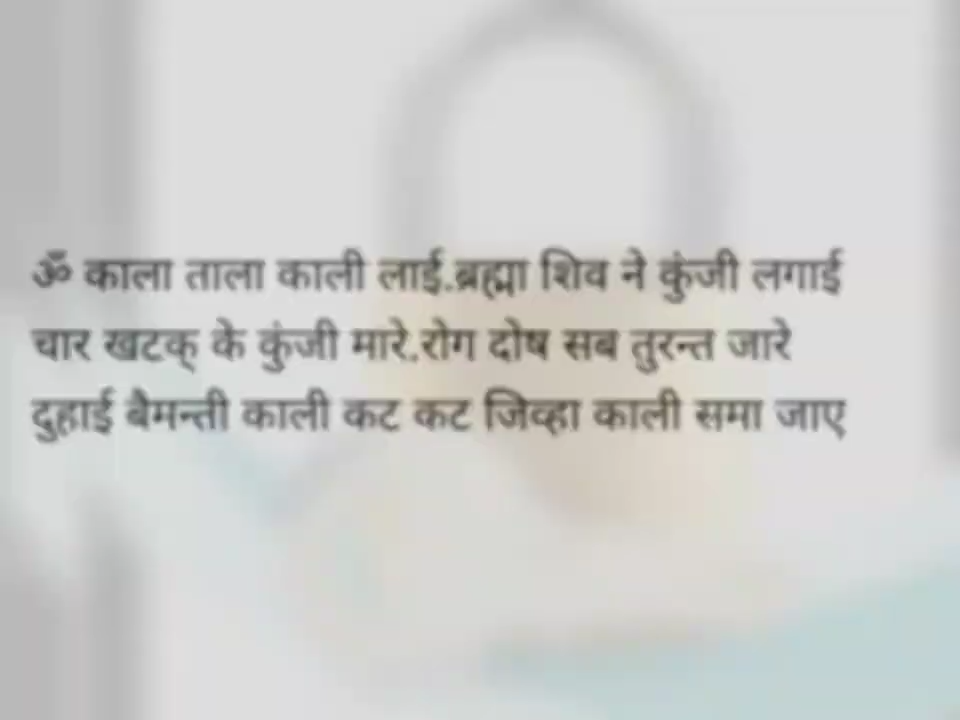 ॐ काला ताला काली लाई.ब्रह्मा शिव ने कुंजी लगाई
चार खटक् के कुंजी मारे.रोग दोष सब तुरन्त जारे
दुहाई बैमन्ती काली कट कट जिव्हा काली समा जाए